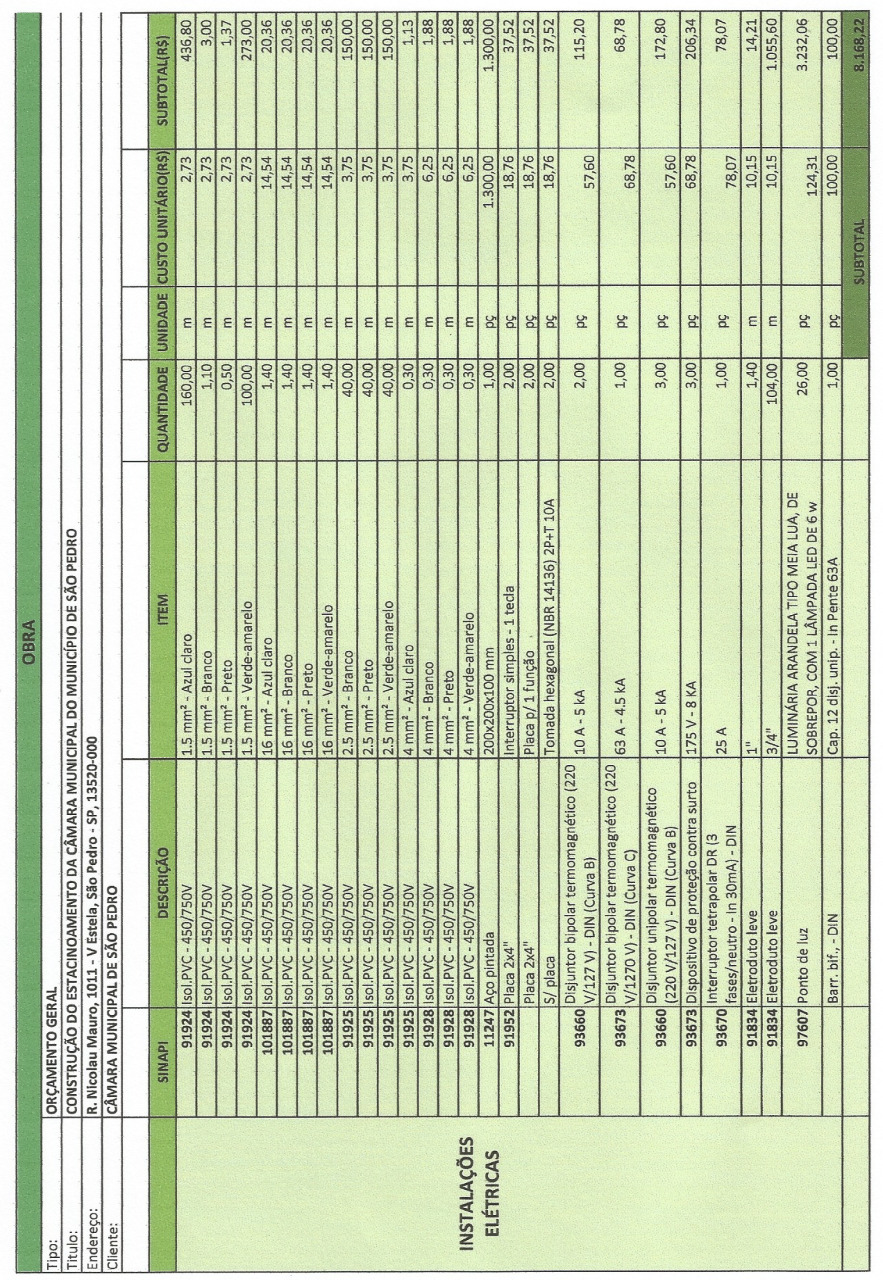 OBRA
Tipo: ORÇAMENTO GERAL
Titulo: CONSTRUÇÃO DO ESTACINOAMENTO DA CÂMARA MUNICIPAL DO MUNICÍPIO DE SÃO PEDRO
Endereço: R. Nicolau Mauro, 1011 - V Estela, São Pedro - SP, 13520-000
Cliente: CÂMARA MUNICIPAL DE SÃO PEDRO
SINAPI DESCRIÇÃO ITEM QUANTIDADE UNIDADE CUSTO UNITÁRIO(R$) SUBTOTAL(R$)
INSTALAÇÕES
ELÉTRICAS
91924 Isol.PVC - 450/750V 1.5 mm² - Azul claro 160,00 m 2,73 436,80
91924 Isol.PVC - 450/750V 1.5 mm² - Branco 1,10 m 2,73 3,00
91924 Isol.PVC - 450/750V 1.5 mm² - Preto 0,50 m 2,73 1,37
91924 Isol.PVC - 450/750V 1.5 mm² - Verde-amarelo 100,00 m 2,73 273,00
101887 Isol.PVC - 450/750V 16 mm² - Azul claro 1,40 m 14,54 20,36
101887 Isol.PVC - 450/750V 16 mm² - Branco 1,40 m 14,54 20,36
101887 Isol.PVC - 450/750V 16 mm² - Preto 1,40 m 14,54 20,36
101887 Isol.PVC - 450/750V 16 mm² - Verde-amarelo 1,40 m 14,54 20,36
91925 Isol.PVC - 450/750V 2.5 mm² - Branco 40,00 m 3,75 150,00
91925 Isol.PVC - 450/750V 2.5 mm² - Preto 40,00 m 3,75 150,00
91925 Isol.PVC - 450/750V 2.5 mm² - Verde-amarelo 40,00 m 3,75 150,00
91925 Isol.PVC - 450/750V 4 mm² - Azul claro 0,30 m 3,75 1,13
91928 Isol.PVC - 450/750V 4 mm² - Branco 0,30 m 6,25 1,88
91928 Isol.PVC - 450/750V 4 mm² - Preto 0,30 m 6,25 1,88
91928 Isol.PVC - 450/750V 4 mm² - Verde-amarelo 0,30 m 6,25 1,88
11247 Aço pintada 200x200x100 mm 1,00 pç 1.300,00 1.300,00
91952 Placa 2x4" Interruptor simples - 1 tecla 2,00 pç 18,76 37,52
Placa 2x4" Placa p/ 1 função 2,00 pç 18,76 37,52
S/ placa Tomada hexagonal (NBR 14136) 2P+T 10A 2,00 pç 18,76 37,52
93660 Disjuntor bipolar termomagnético (220 10 A - 5 kA 2,00 pç 57,60 115,20
V/127 V) - DIN (Curva B)
93673 Disjuntor bipolar termomagnético (220 63 A - 4.5 kA 1,00 pç 68,78 68,78
V/1270 V) - DIN (Curva C)
93660 Disjuntor unipolar termomagnético 10 A - 5 kA 3,00 pç 57,60 172,80
(220 V/127 V) - DIN (Curva B)
93673 Dispositivo de proteção contra surto 175 V - 8 KA 3,00 pç 68,78 206,34
93670 Interruptor tetrapolar DR (3 25 A 1,00 pç 78,07 78,07
fases/neutro - In 30mA) - DIN
91834 Eletroduto leve 1" 1,40 m 10,15 14,21
91834 Eletroduto leve 3/4" 104,00 m 10,15 1.055,60
97607 Ponto de luz LUMINÁRIA ARANDELA TIPO MEIA LUA, DE 26,00 pç 124,31 3.232,06
SOBREPOR, COM 1 LÂMPADA LED DE 6 w
Barr. bif., - DIN Cap. 12 disj. unip. - In Pente 63A 1,00 pç 100,00 100,00
SUBTOTAL 8.168,22